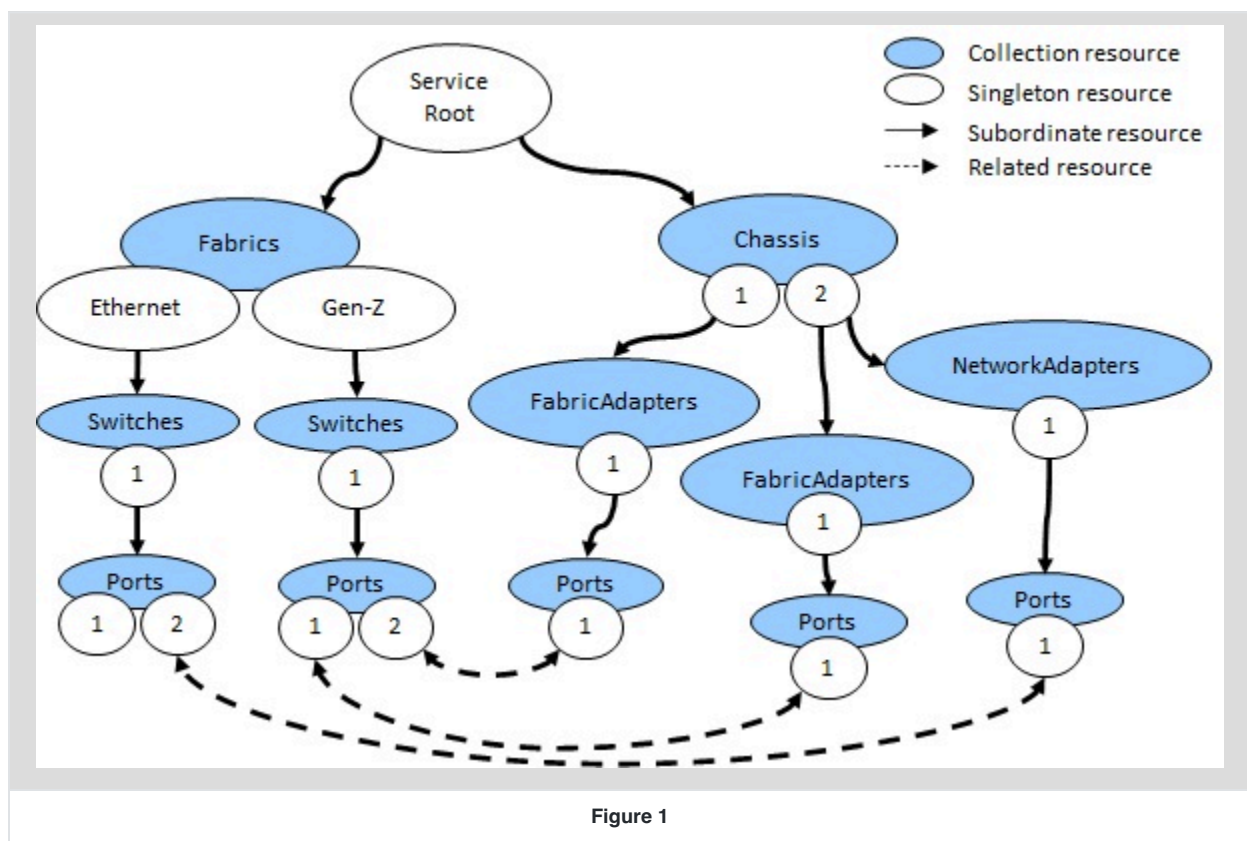 Service
Root
Collection resource
Singleton resource
Subordinate resource
Related resource
Fabrics
Chassis
Ethernet
Gen-Z
1
2
NetworkAdapters
FabricAdapters
Switches
Switches
1
1
1
1
FabricAdapters
1
Ports
Ports
Ports
Ports
Ports
1
2
1
2
1
1
1
Figure 1